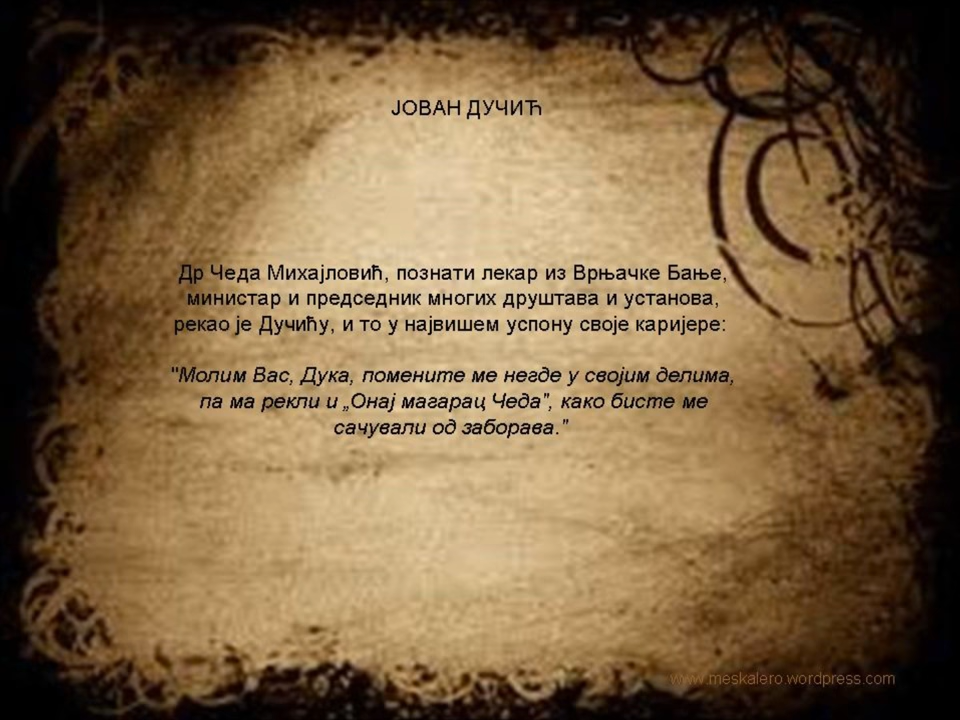 ЈОВАН ДУЧИЋ
Др Чеда Михајловић, познати лекар из Врњачке Бање,
министар и председник многих друштава и установа,
рекао је Дучићу, и то у највишем успону своје каријере:
"Молим Вас, Дука, помените ме негде у својим делима,
па ма рекли и „Онај магарац Чеда”, како бисте ме
сачували од заборава.”
www.meskalero.wordpress.com